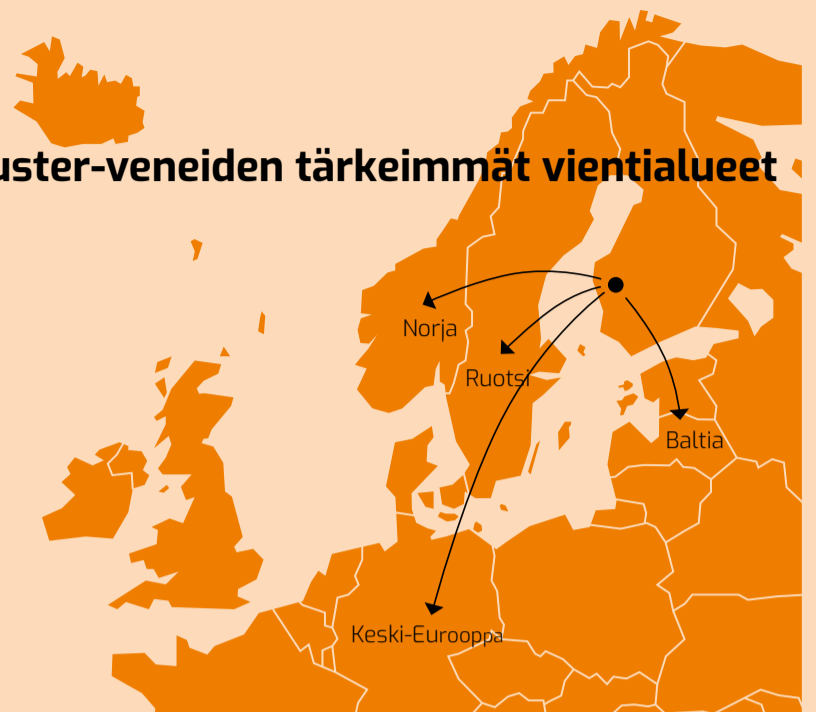 uster-veneiden tärkeimmät vientialueet
Norja
Ruotsi
Baltia
Keski-Eurooppa